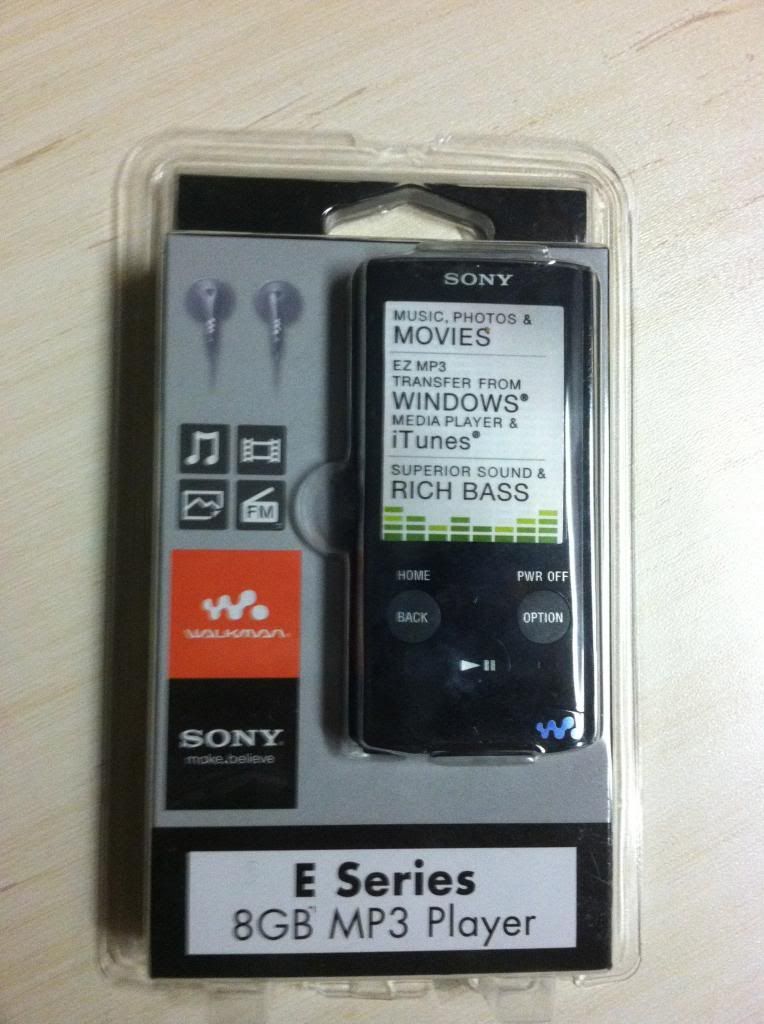 SONY
MUSIC, PHOTOS &
MOVIES
EZ MP3
TRANSFER FROM
WINDOWS®
MEDIA PLAYER &
iTunes®
SUPERIOR SOUND &
RICH BASS
HOME PWR OFF
BACK OPTION
FM
WALKMAN
SONY
make.believe
E Series
8GB MP3 Player